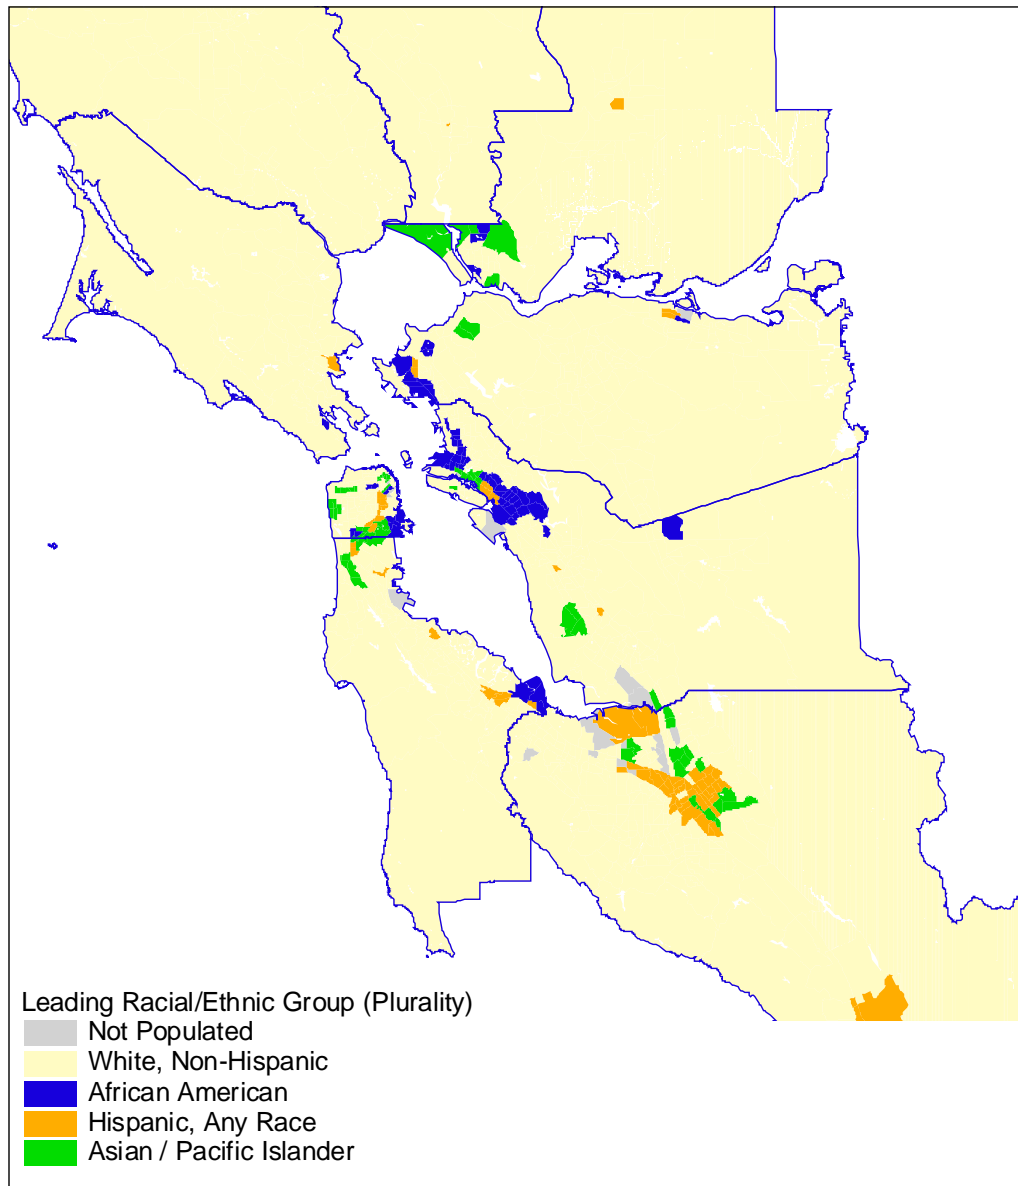 Leading Racial/Ethnic Group (Plurality)
Not Populated
White, Non-Hispanic
African American
Hispanic, Any Race
Asian / Pacific Islander